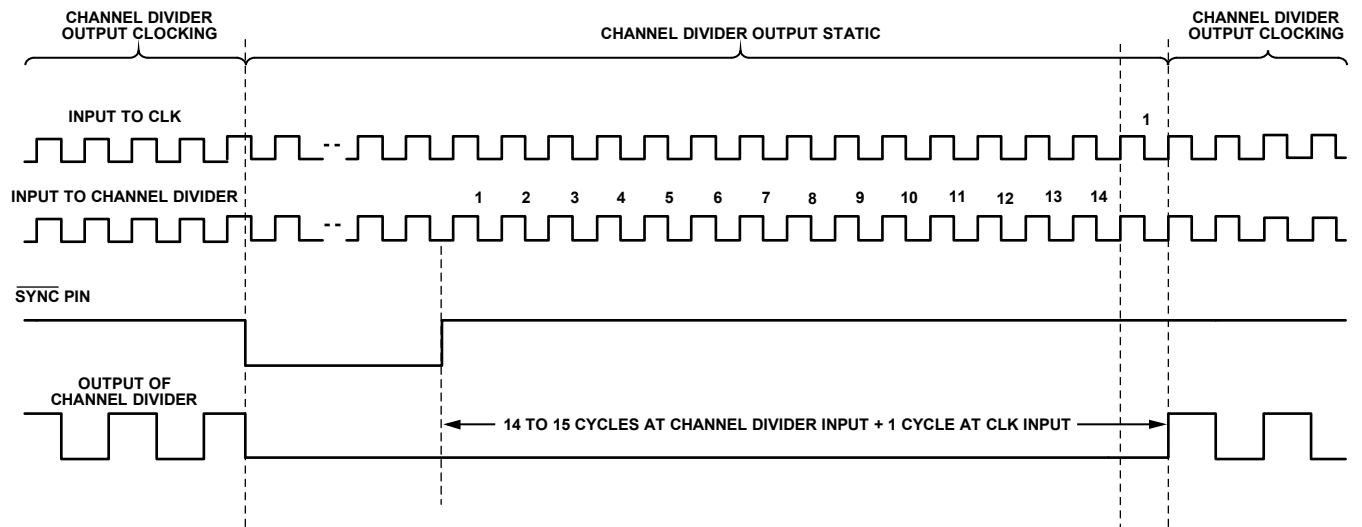 CHANNEL DIVIDER
OUTPUT CLOCKING
CHANNEL DIVIDER OUTPUT STATIC
CHANNEL DIVIDER
OUTPUT CLOCKING
INPUT TO CLK
1
INPUT TO CHANNEL DIVIDER
1 2 3 4 5 6 7 8 9 10 11 12 13 14
SYNC PIN
OUTPUT OF
CHANNEL DIVIDER
14 TO 15 CYCLES AT CHANNEL DIVIDER INPUT + 1 CYCLE AT CLK INPUT